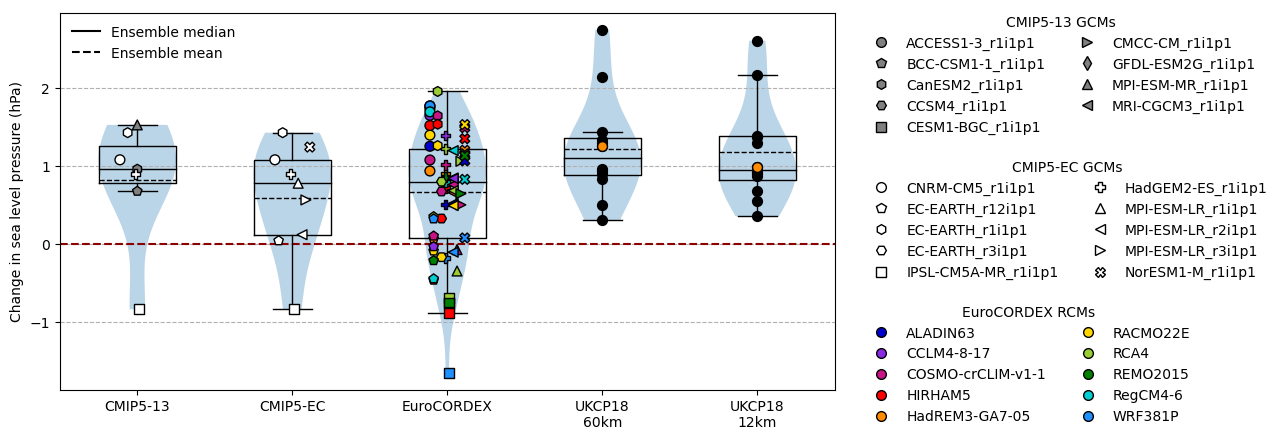 Change in sea level pressure (hPa)
Ensemble median
Ensemble mean
2
1
0
−1
CMIP5-13
CMIP5-EC
EuroCORDEX
UKCP18
60km
UKCP18
12km
CMIP5-13 GCMs
ACCESS1-3_r1i1p1
BCC-CSM1-1_r1i1p1
CanESM2_r1i1p1
CCSM4_r1i1p1
CESM1-BGC_r1i1p1
CMCC-CM_r1i1p1
GFDL-ESM2G_r1i1p1
MPI-ESM-MR_r1i1p1
MRI-CGCM3_r1i1p1
CMIP5-EC GCMs
CNRM-CM5_r1i1p1
EC-EARTH_r12i1p1
EC-EARTH_r1i1p1
EC-EARTH_r3i1p1
IPSL-CM5A-MR_r1i1p1
HadGEM2-ES_r1i1p1
MPI-ESM-LR_r1i1p1
MPI-ESM-LR_r2i1p1
MPI-ESM-LR_r3i1p1
NorESM1-M_r1i1p1
EuroCORDEX RCMs
ALADIN63
CCLM4-8-17
COSMO-crCLIM-v1-1
HIRHAM5
HadREM3-GA7-05
RACMO22E
RCA4
REMO2015
RegCM4-6
WRF381P